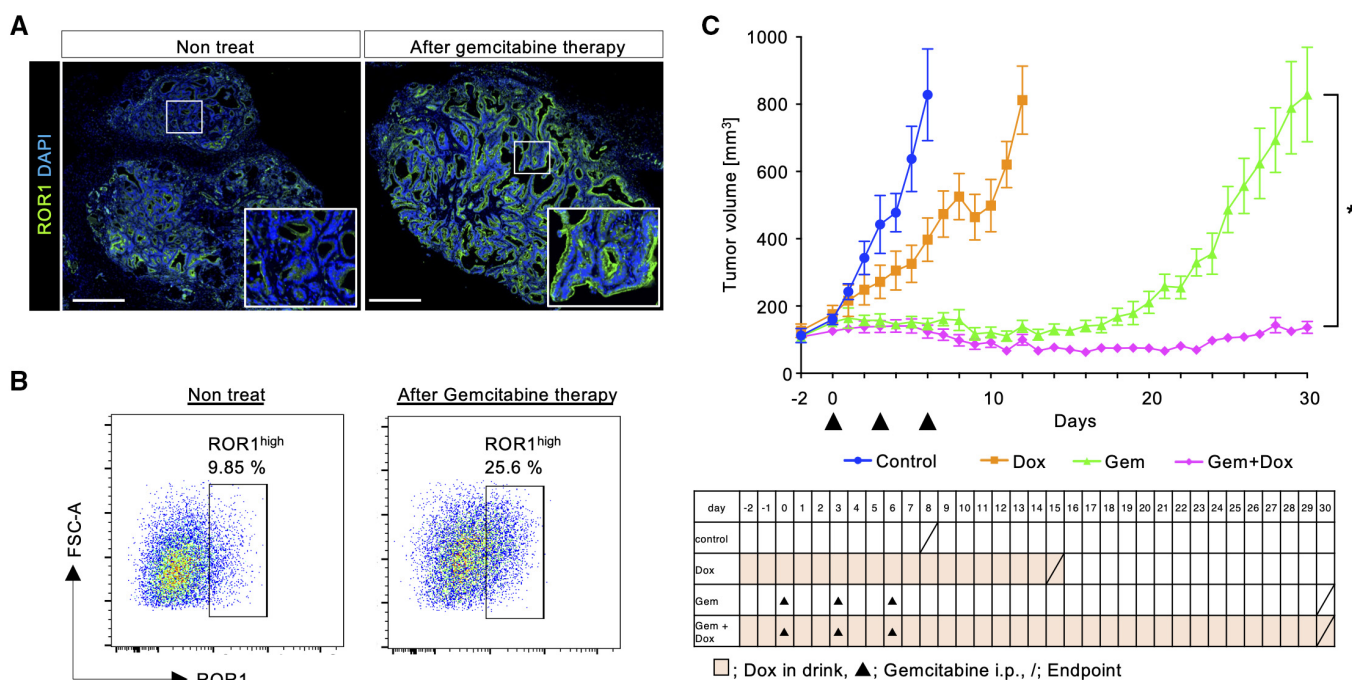 A
Non treat
After gemcitabine therapy
ROR1 DAPI
B
Non treat
After Gemcitabine therapy
ROR1high
9.85 %
ROR1high
25.6 %
FSC-A
ROR1
C
Tumor volume [mm3]
1000
800
600
400
200
0
-2 0 10 20 30
Days
*
Control Dox Gem Gem+Dox
day -2 -1 0 1 2 3 4 5 6 7 8 9 10 11 12 13 14 15 16 17 18 19 20 21 22 23 24 25 26 27 28 29 30
control
Dox
Gem
Gem +
Dox
; Dox in drink, ▲; Gemcitabine i.p., /; Endpoint